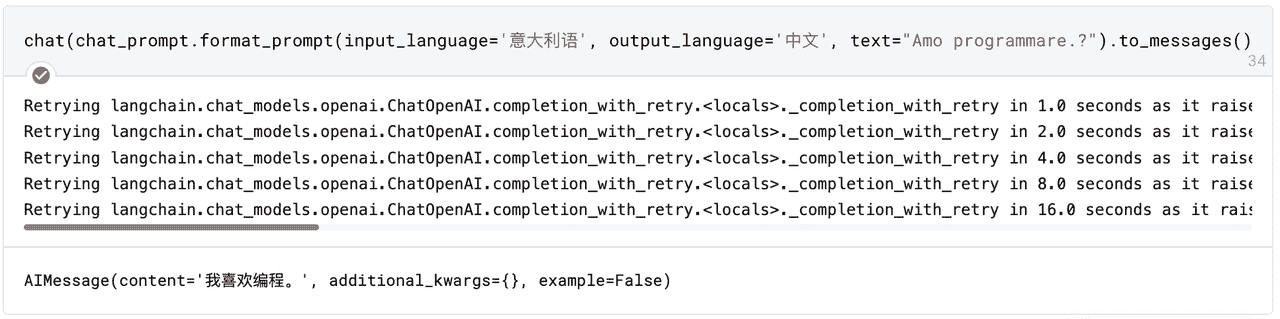 chat(chat_prompt.format_prompt(input_language='意大利语', output_language='中文', text="Amo programmare.?").to_messages()
34
Retrying langchain.chat_models.openai.ChatOpenAI.completion_with_retry.<locals>._completion_with_retry in 1.0 seconds as it raise
Retrying langchain.chat_models.openai.ChatOpenAI.completion_with_retry.<locals>._completion_with_retry in 2.0 seconds as it raise
Retrying langchain.chat_models.openai.ChatOpenAI.completion_with_retry.<locals>._completion_with_retry in 4.0 seconds as it raise
Retrying langchain.chat_models.openai.ChatOpenAI.completion_with_retry.<locals>._completion_with_retry in 8.0 seconds as it raise
Retrying langchain.chat_models.openai.ChatOpenAI.completion_with_retry.<locals>._completion_with_retry in 16.0 seconds as it rais
AIMessage(content='我喜欢编程。', additional_kwargs={}, example=False)